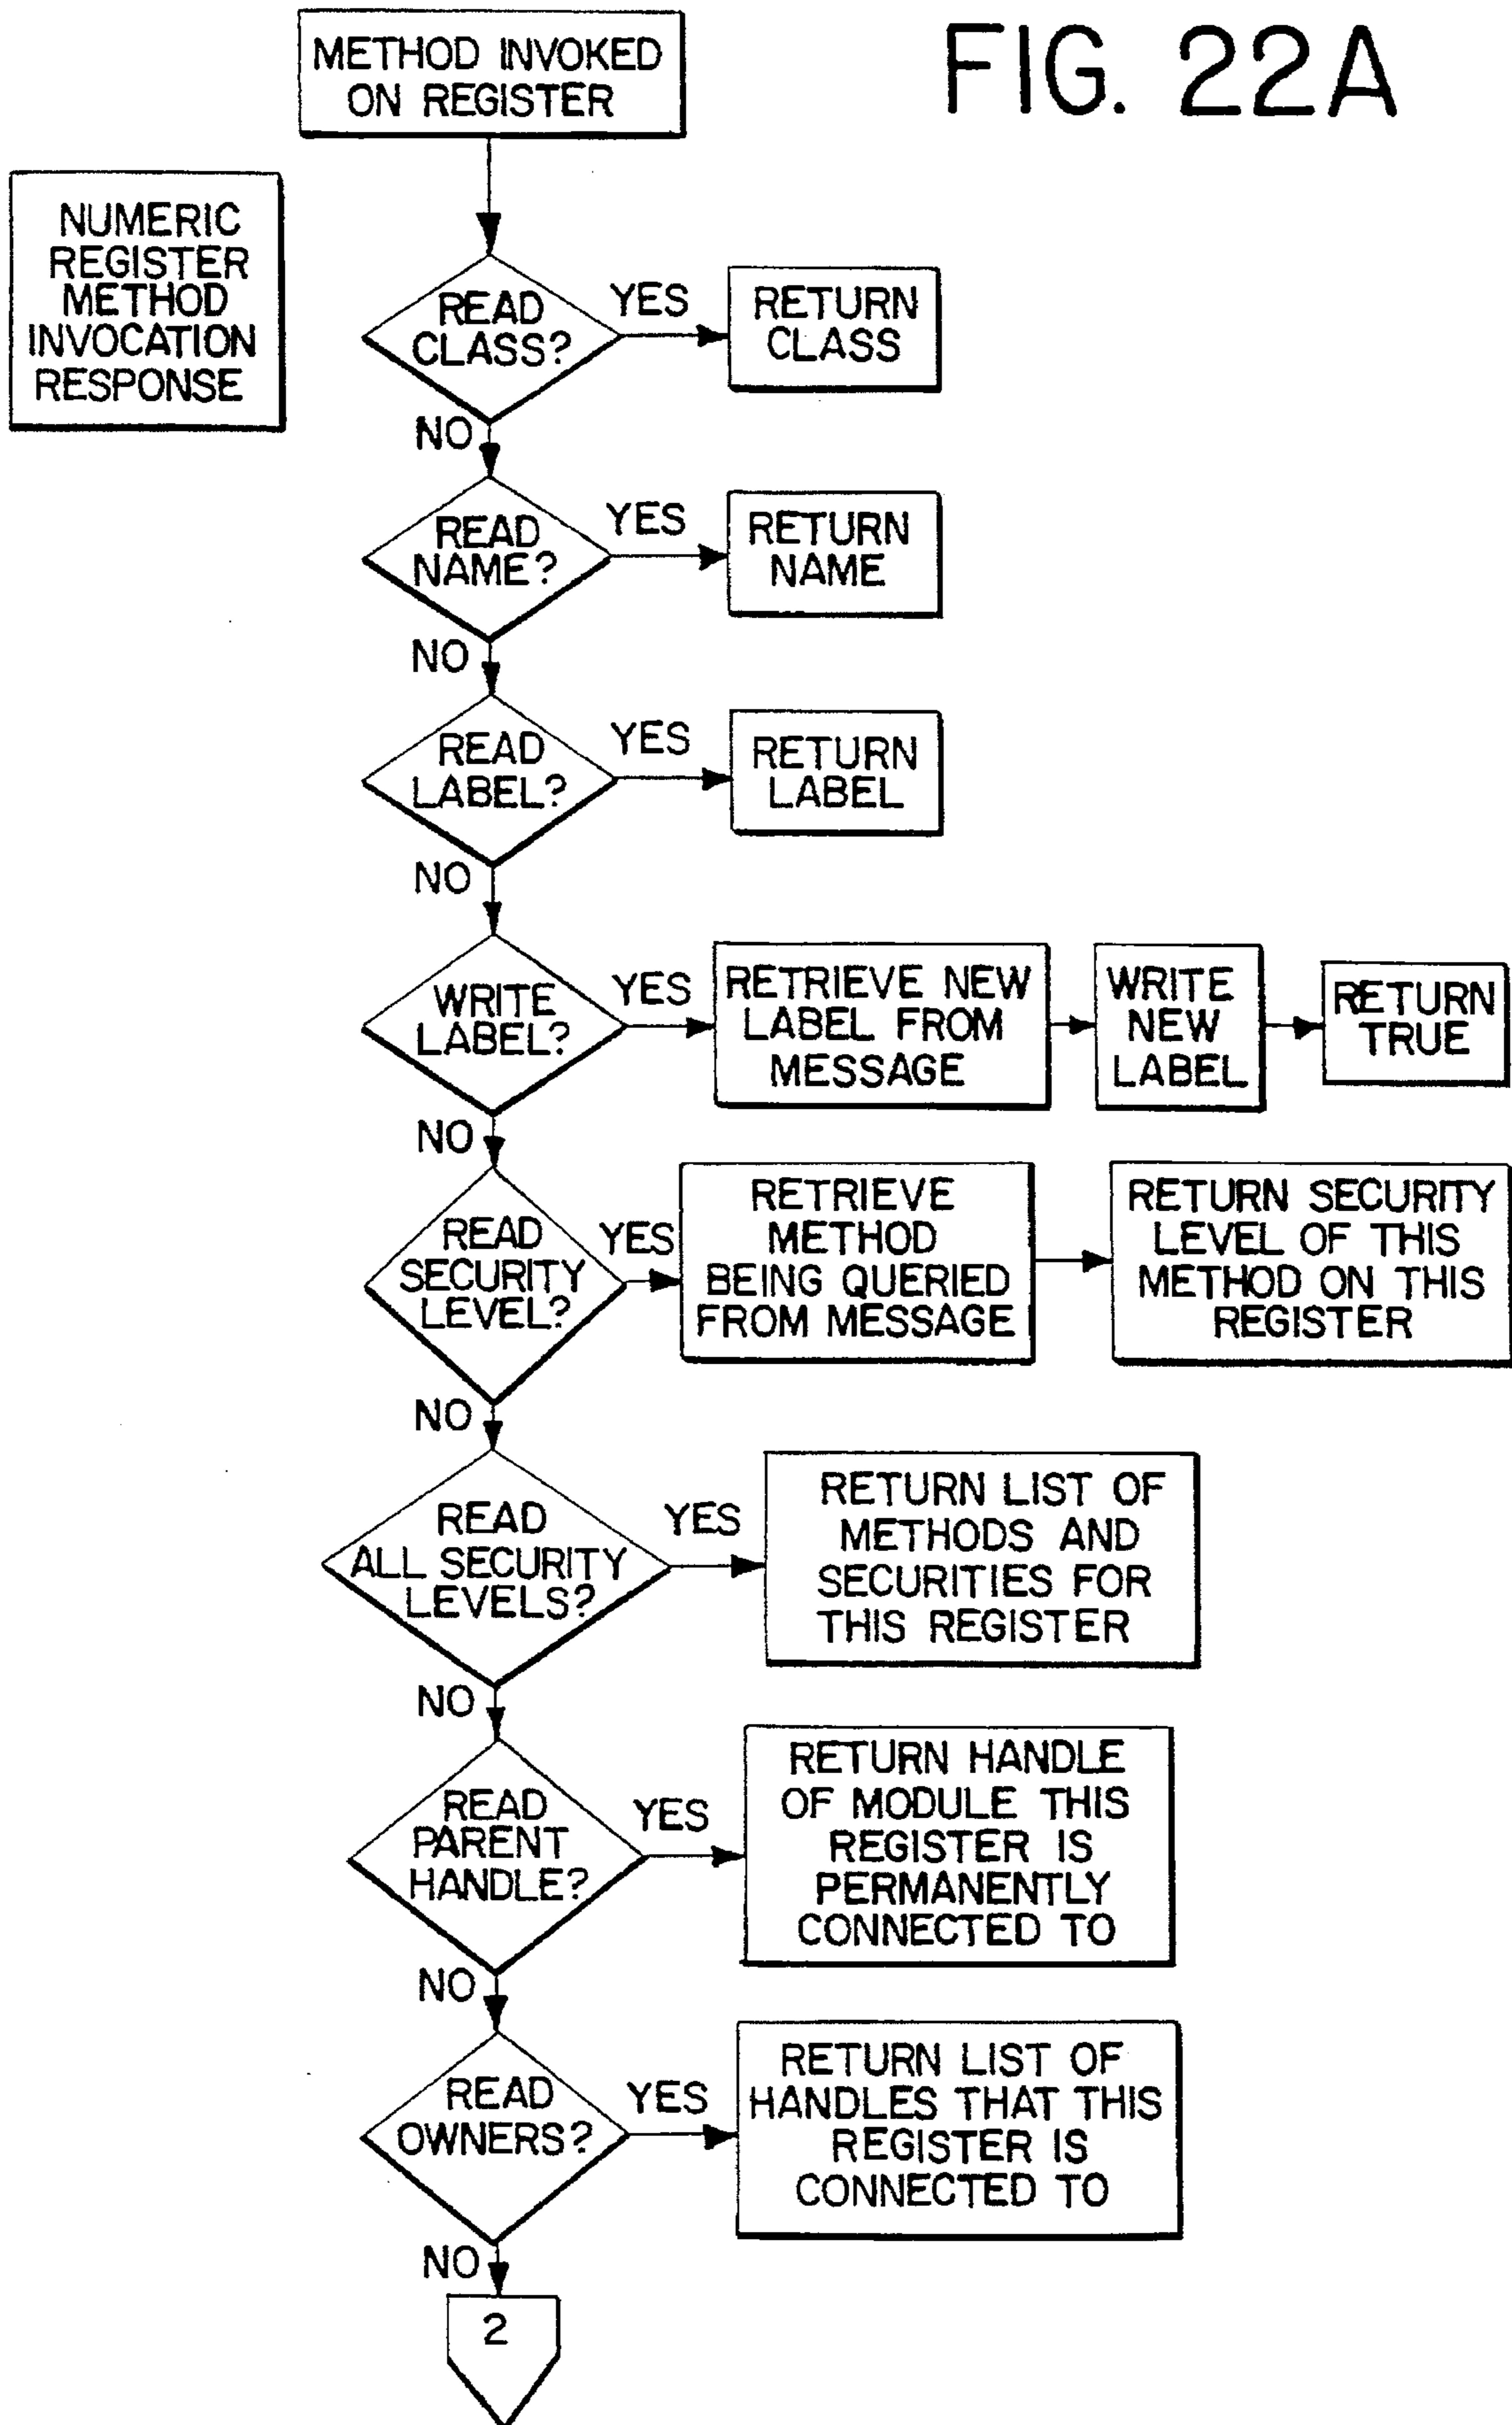 FIG. 22A
METHOD INVOKED
ON REGISTER
NUMERIC
REGISTER
METHOD
INVOCATION
RESPONSE
READ
CLASS?
YES
RETURN
CLASS
NO
READ
NAME?
YES
RETURN
NAME
NO
READ
LABEL?
YES
RETURN
LABEL
NO
WRITE
LABEL?
YES
RETRIEVE NEW
LABEL FROM
MESSAGE
WRITE
NEW
LABEL
RETURN
TRUE
NO
READ
SECURITY
LEVEL?
YES
RETRIEVE
METHOD
BEING QUERIED
FROM MESSAGE
RETURN SECURITY
LEVEL OF THIS
METHOD ON THIS
REGISTER
NO
READ
ALL SECURITY
LEVELS?
YES
RETURN LIST OF
METHODS AND
SECURITIES FOR
THIS REGISTER
NO
READ
PARENT
HANDLE?
YES
RETURN HANDLE
OF MODULE THIS
REGISTER IS
PERMANENTLY
CONNECTED TO
NO
READ
OWNERS?
YES
RETURN LIST OF
HANDLES THAT THIS
REGISTER IS
CONNECTED TO
NO
2